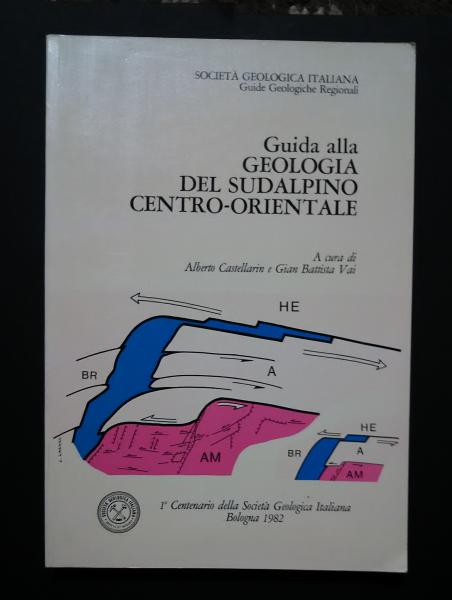 SOCIETÀ GEOLOGICA ITALIANA
Guide Geologiche Regionali
Guida alla
GEOLOGIA
DEL SUDALPINO
CENTRO-ORIENTALE
A cura di
Alberto Castellarin e Gian Battista Vai
HE
BR
A
AM
HE
BR
A
AM
1° Centenario della Società Geologica Italiana
Bologna 1982